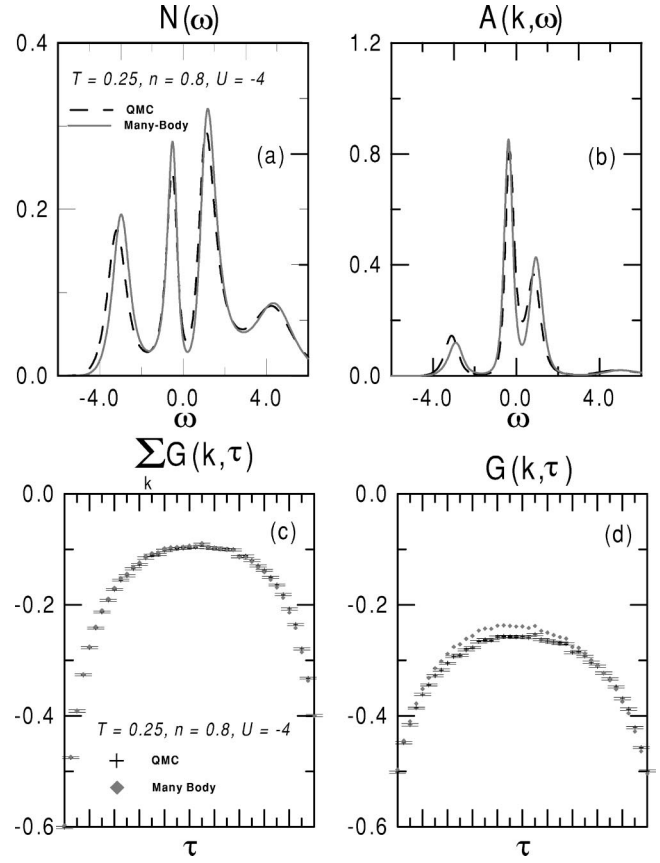 N(ω)
0.4
0.2
0.0
-4.0
0.0
4.0
ω
T = 0.25, n = 0.8, U = -4
QMC
Many-Body
(a)
A(k,ω)
1.2
0.8
0.4
0.0
-4.0
0.0
4.0
ω
(b)
∑G(k,τ)
k
0.0
-0.2
-0.4
-0.6
τ
(c)
T = 0.25, n = 0.8, U = -4
QMC
Many Body
G(k,τ)
0.0
-0.2
-0.4
-0.6
τ
(d)